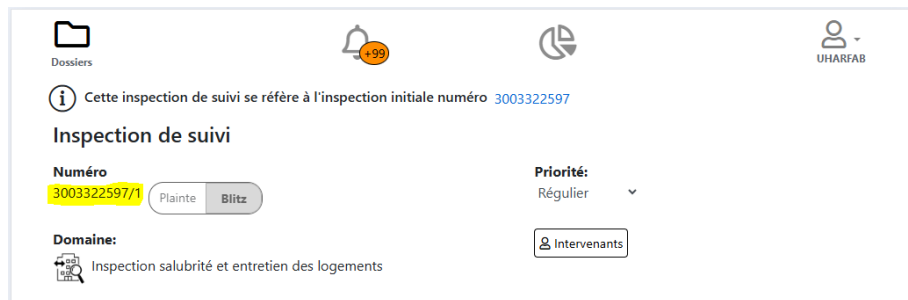 Dossiers
+99
UHARFAB
i Cette inspection de suivi se réfère à l'inspection initiale numéro 3003322597
Inspection de suivi
Numéro
Priorité:
3003322597/1 Plainte Blitz
Régulier
Domaine:
Intervenants
Inspection salubrité et entretien des logements